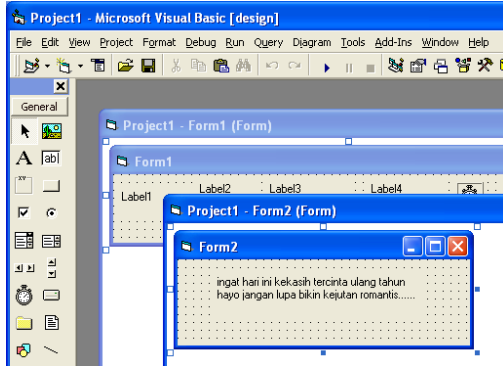 Project1 - Microsoft Visual Basic [design]
File Edit View Project Format Debug Run Query Diagram Tools Add-Ins Window Help
General
A abl
XY
Project1 - Form1 (Form)
Form1
Label1 Label2 Label3 Label4
Project1 - Form2 (Form)
Form2
ingat hari ini kekasih tercinta ulang tahun
hayo jangan lupa bikin kejutan romantis......